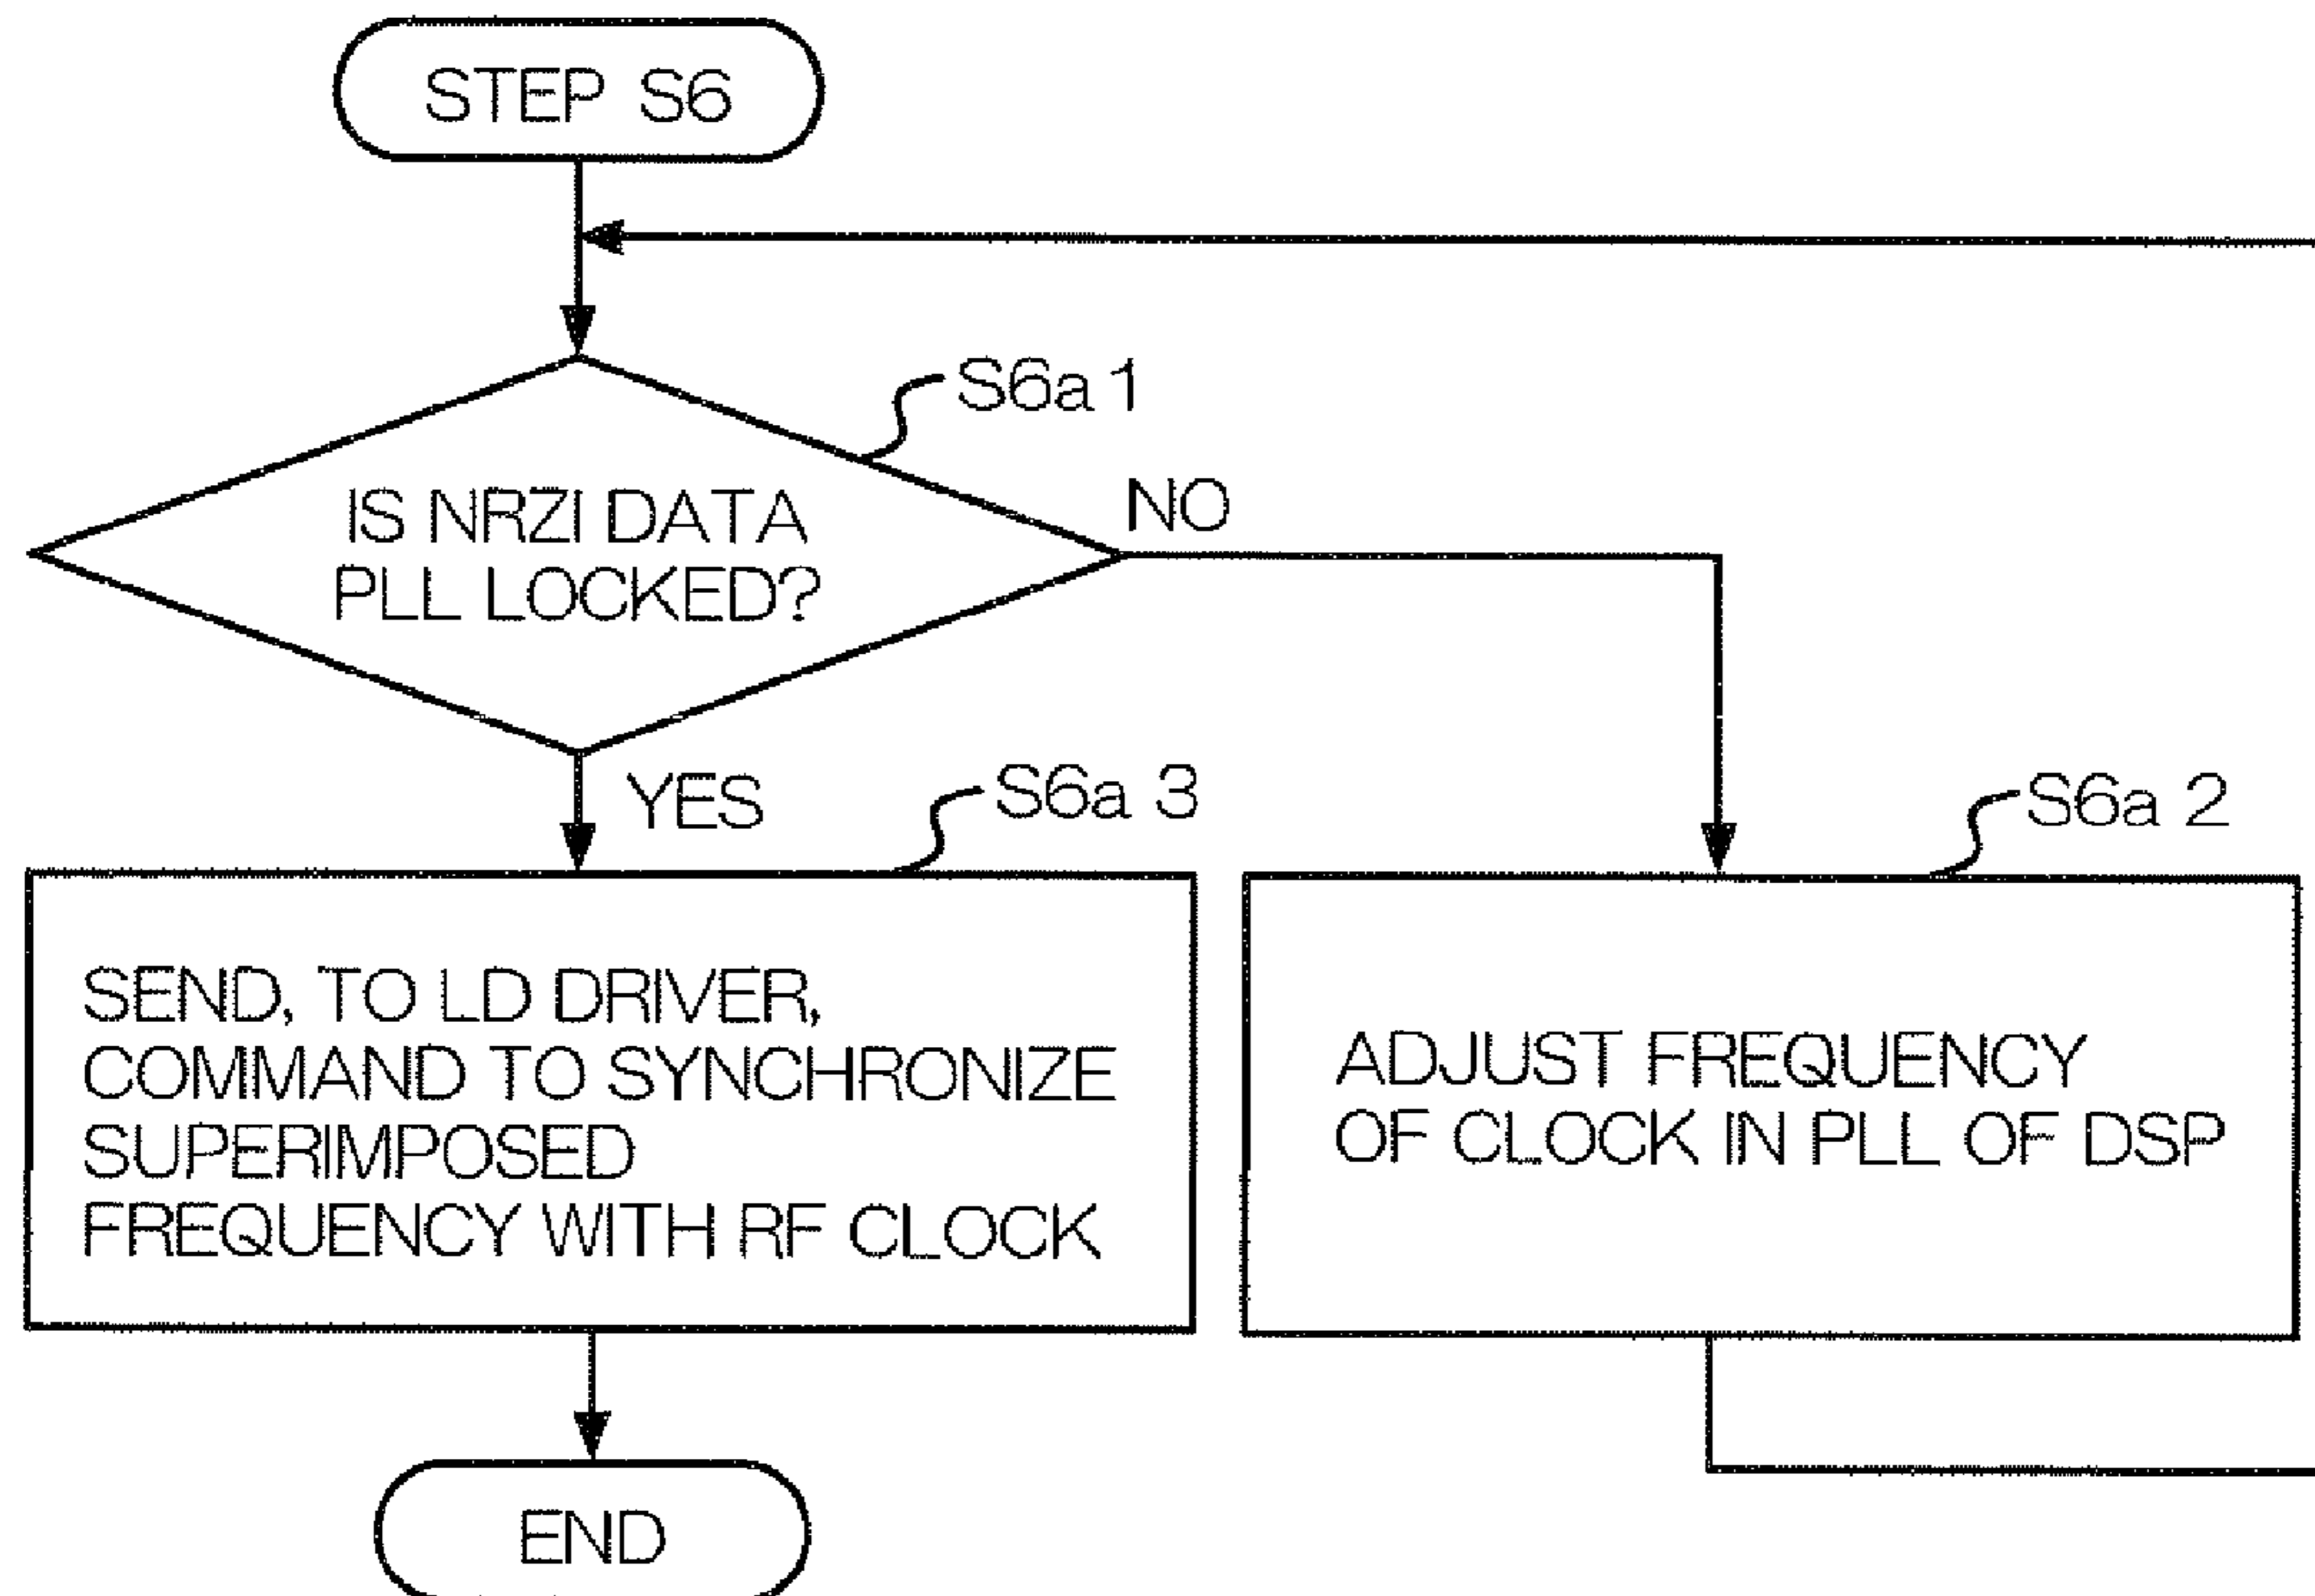 STEP S6
S6a 1
IS NRZI DATA
PLL LOCKED?
NO
YES
S6a 3
S6a 2
SEND, TO LD DRIVER,
COMMAND TO SYNCHRONIZE
SUPERIMPOSED
FREQUENCY WITH RF CLOCK
ADJUST FREQUENCY
OF CLOCK IN PLL OF DSP
END